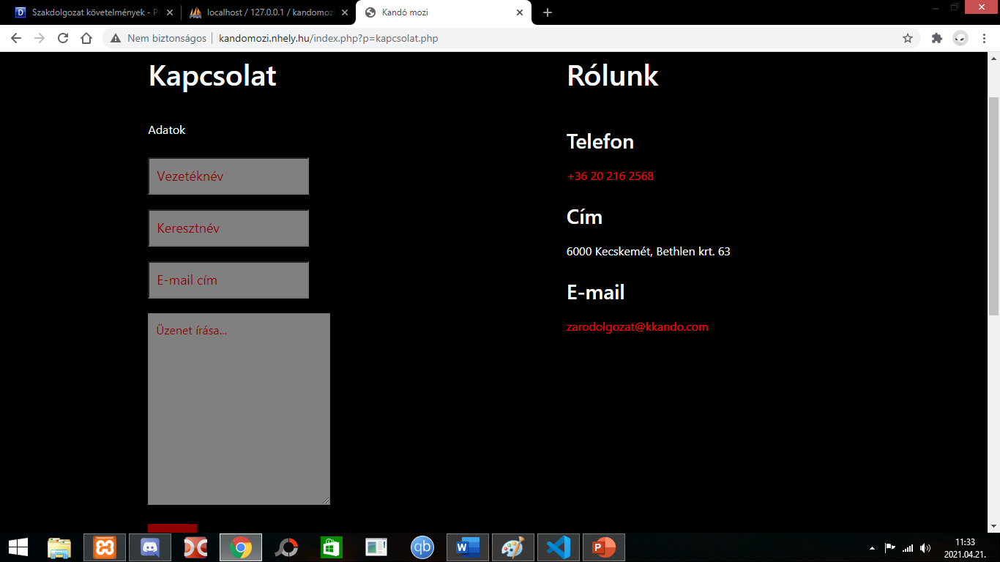 Szakdolgozat követelmények - P
localhost / 127.0.0.1 / kandomozi
Kandó mozi
Nem biztonságos
kandomozi.nhely.hu/index.php?p=kapcsolat.php
Kapcsolat
Adatok
Vezetéknév
Keresztnév
E-mail cím
Üzenet írása...
Rólunk
Telefon
+36 20 216 2568
Cím
6000 Kecskemét, Bethlen krt. 63
E-mail
zarodolgozat@kkando.com
11:33
2021.04.21.